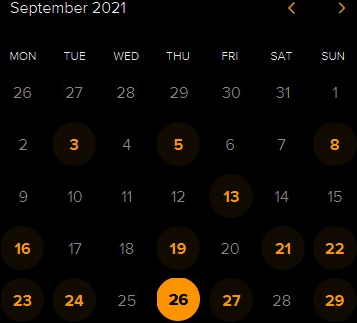 September 2021
MON TUE WED THU FRI SAT SUN
26 27 28 29 30 31 1
2 3 4 5 6 7 8
9 10 11 12 13 14 15
16 17 18 19 20 21 22
23 24 25 26 27 28 29